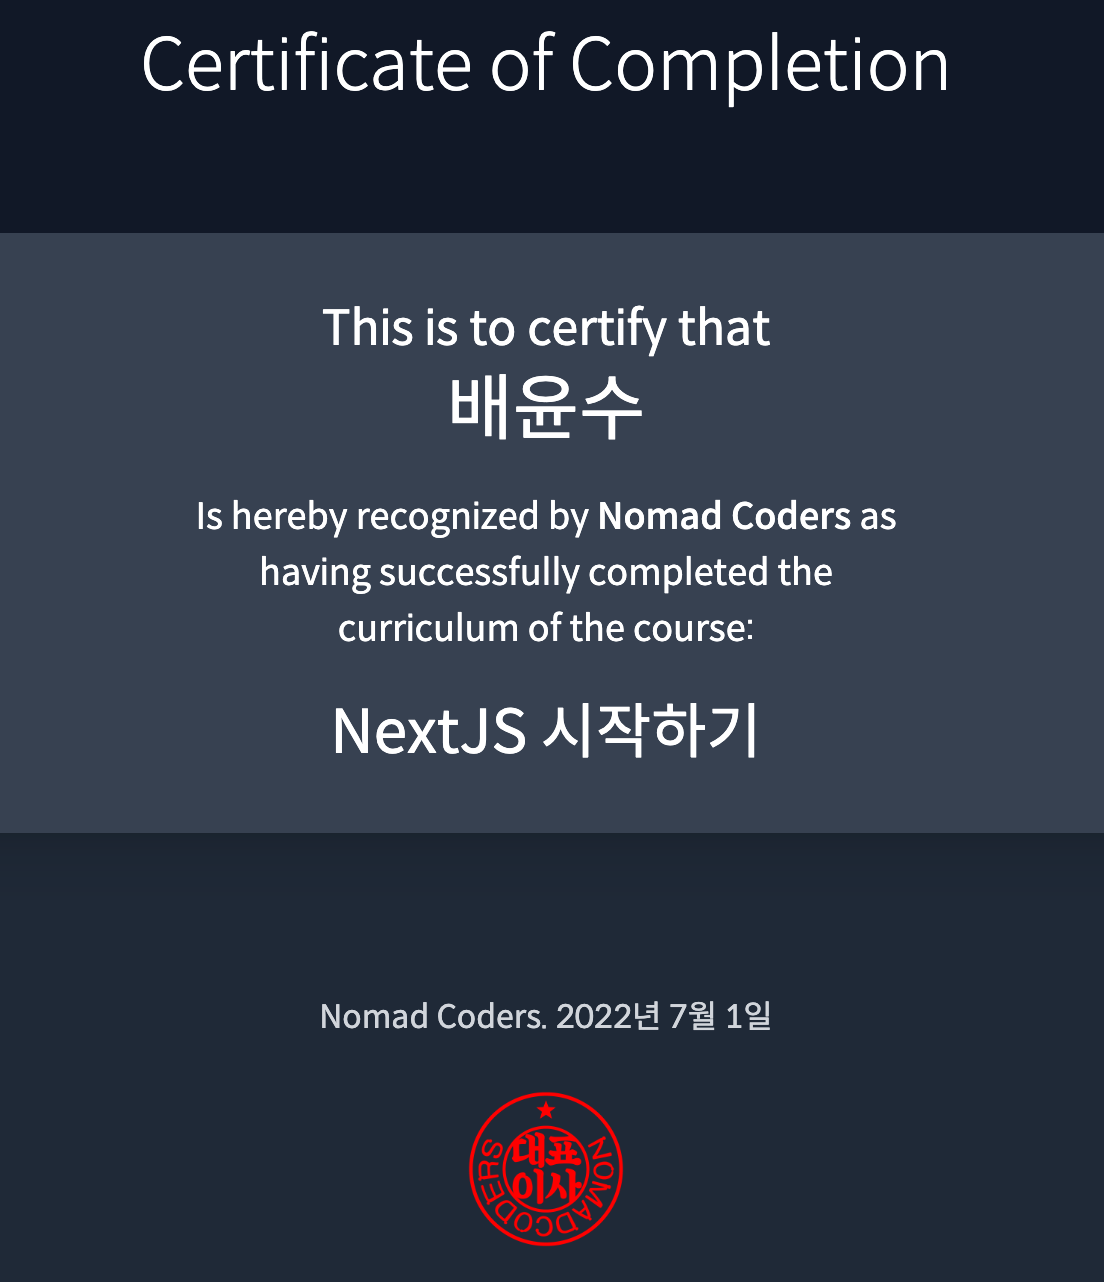 Certificate of Completion
This is to certify that
배윤수
Is hereby recognized by Nomad Coders as
having successfully completed the
curriculum of the course:
NextJS 시작하기
Nomad Coders. 2022년 7월 1일
대표
이사
NOMADCODERS